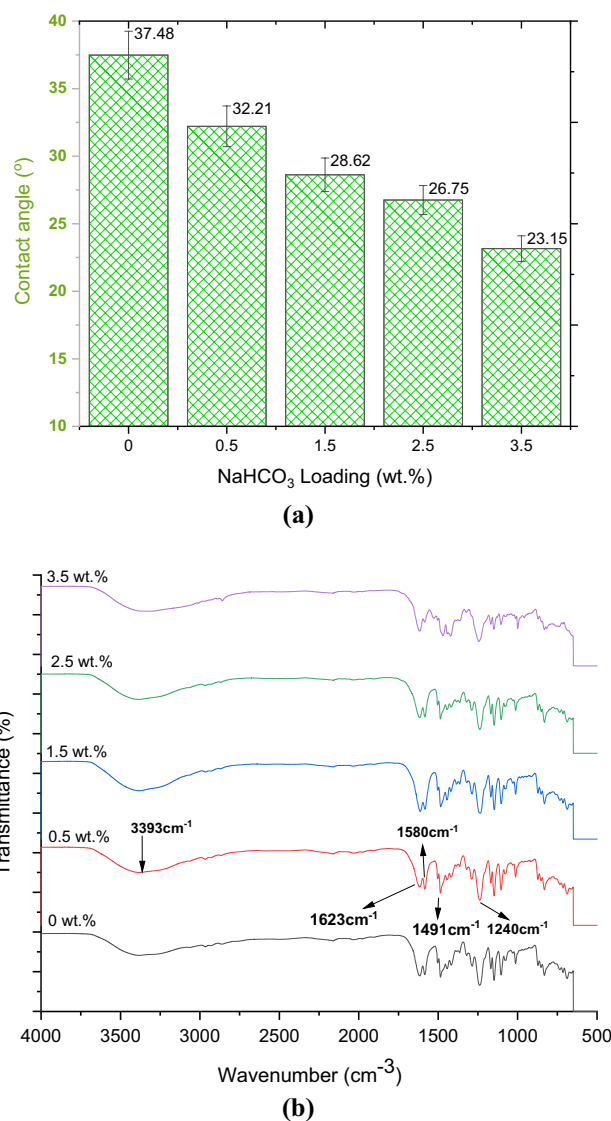 (a)
40
35
30
25
20
15
10
Contact angle (°)
37.48
32.21
28.62
26.75
23.15
0 0.5 1.5 2.5 3.5
NaHCO₃ Loading (wt.%)
(a)
Transmittance (%)
3.5 wt.%
2.5 wt.%
1.5 wt.%
0.5 wt.%
0 wt.%
3393cm⁻¹
1580cm⁻¹
1623cm⁻¹
1491cm⁻¹
1240cm⁻¹
4000 3500 3000 2500 2000 1500 1000 500
Wavenumber (cm⁻³)
(b)